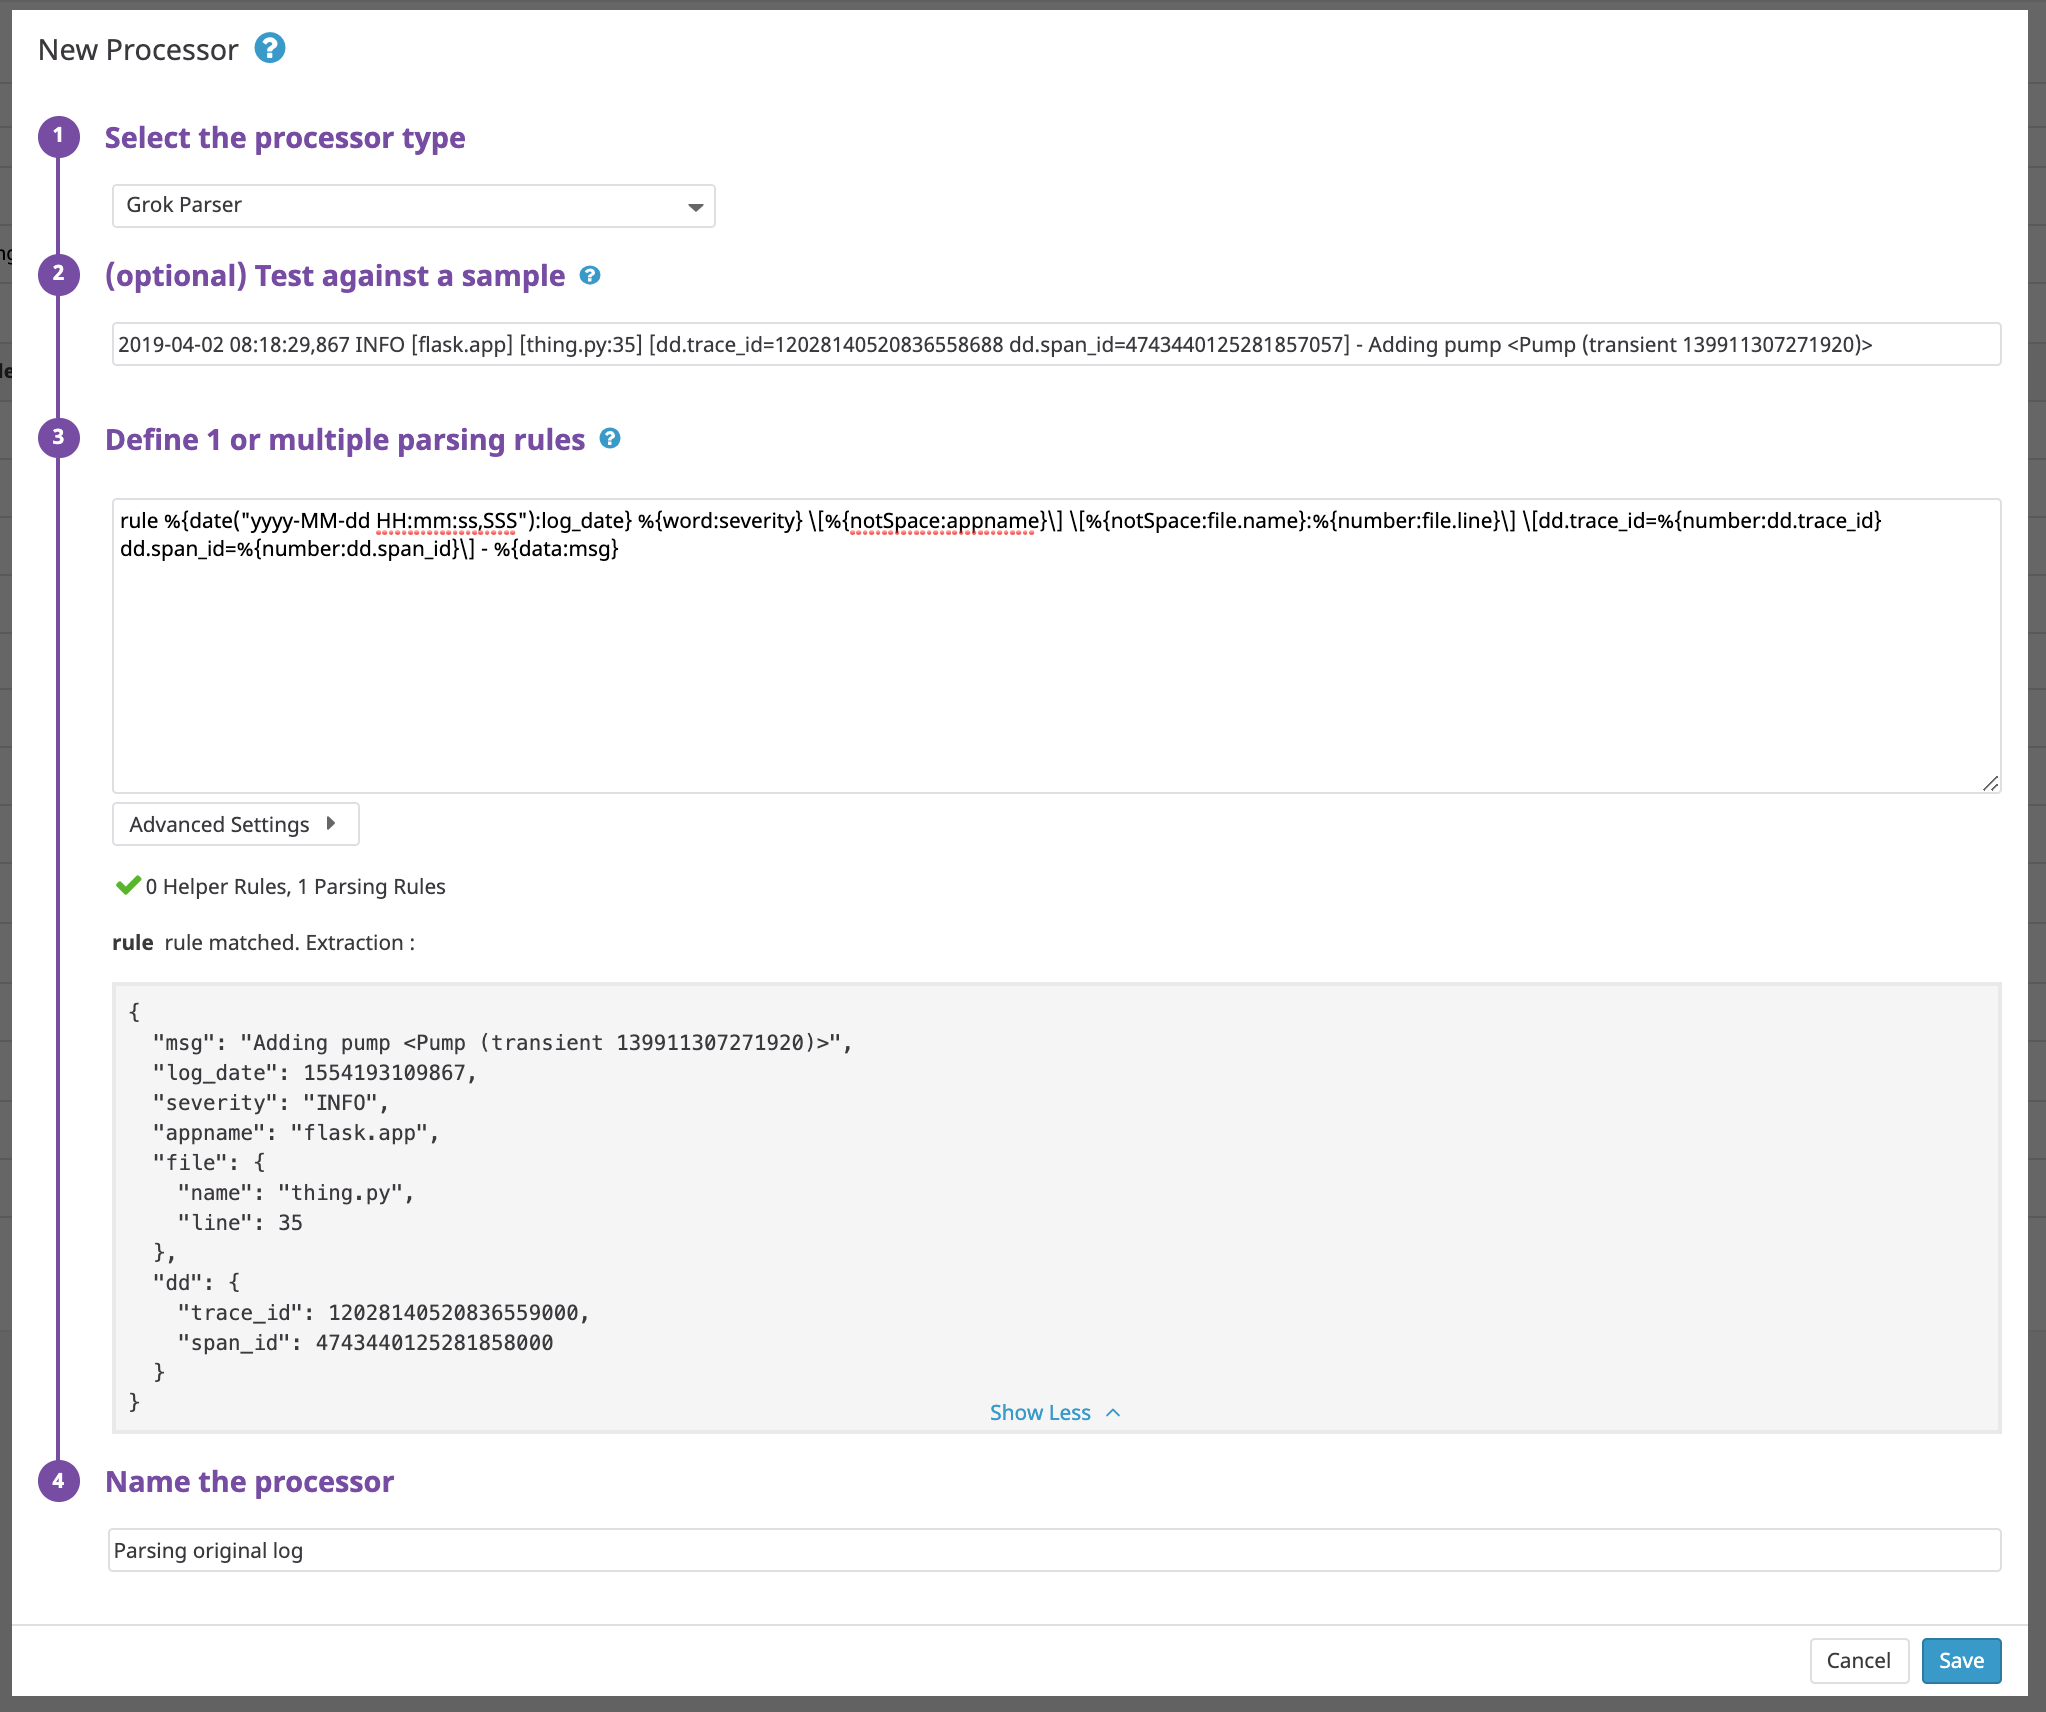 New Processor ?
1 Select the processor type
Grok Parser
2 (optional) Test against a sample ?
2019-04-02 08:18:29,867 INFO [flask.app] [thing.py:35] [dd.trace_id=12028140520836558688 dd.span_id=4743440125281857057] - Adding pump <Pump (transient 139911307271920)>
3 Define 1 or multiple parsing rules ?
rule %{date("yyyy-MM-dd HH:mm:ss,SSS"):log_date} %{word:severity} \[%{notSpace:appname}\] \[%{notSpace:file.name}:%{number:file.line}\] \[dd.trace_id=%{number:dd.trace_id}
dd.span_id=%{number:dd.span_id}\] - %{data:msg}
Advanced Settings
0 Helper Rules, 1 Parsing Rules
rule rule matched. Extraction :
{
"msg": "Adding pump <Pump (transient 139911307271920)>",
"log_date": 1554193109867,
"severity": "INFO",
"appname": "flask.app",
"file": {
"name": "thing.py",
"line": 35
},
"dd": {
"trace_id": 12028140520836559000,
"span_id": 4743440125281858000
}
}
Show Less
4 Name the processor
Parsing original log
Cancel Save